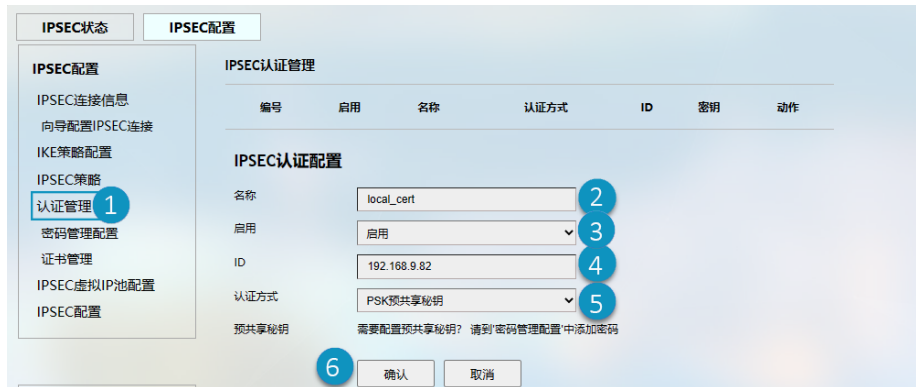 IPSEC状态 IPSEC配置
IPSEC配置
IPSEC连接信息
向导配置IPSEC连接
IKE策略配置
IPSEC策略
认证管理 1
密码管理配置
证书管理
IPSEC虚拟IP池配置
IPSEC配置
IPSEC认证管理
编号 启用 名称 认证方式 ID 密钥 动作
IPSEC认证配置
名称 local_cert 2
启用 启用 3
ID 192.168.9.82 4
认证方式 PSK预共享秘钥 5
预共享秘钥 需要配置预共享秘钥? 请到'密码管理配置'中添加密码
6 确认 取消